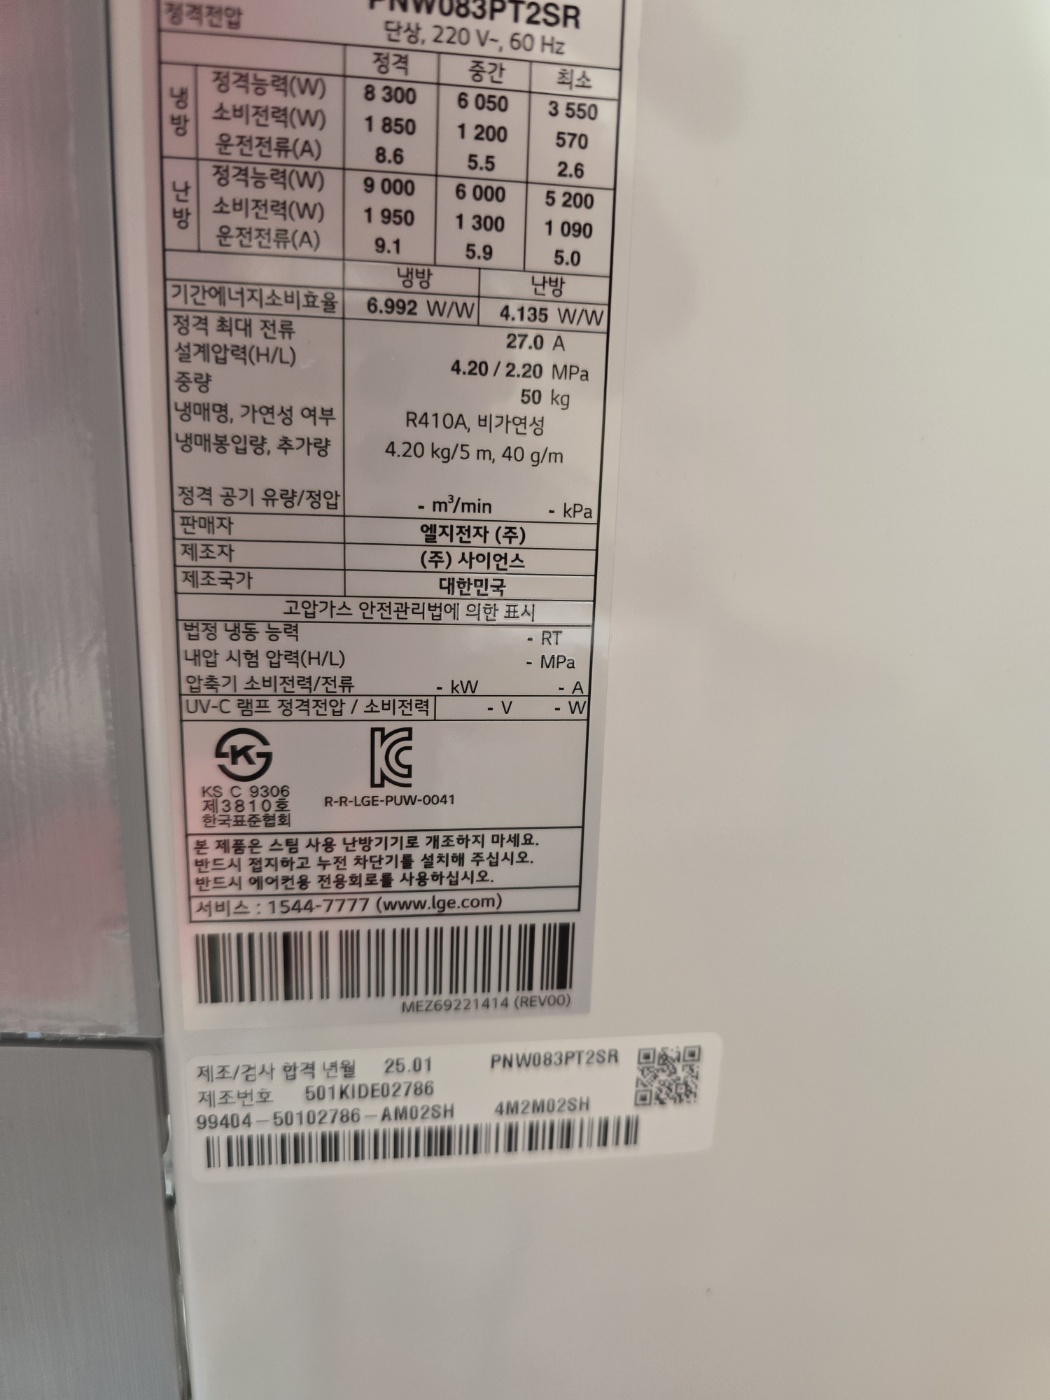 PNW083PT2SR
정격전압 단상, 220 V~, 60 Hz
정격 중간 최소
냉방 정격능력(W) 8 300 6 050 3 550
소비전력(W) 1 850 1 200 570
운전전류(A) 8.6 5.5 2.6
난방 정격능력(W) 9 000 6 000 5 200
소비전력(W) 1 950 1 300 1 090
운전전류(A) 9.1 5.9 5.0
냉방 난방
기간에너지소비효율 6.992 W/W 4.135 W/W
정격 최대 전류 27.0 A
설계압력(H/L) 4.20 / 2.20 MPa
중량 50 kg
냉매명, 가연성 여부 R410A, 비가연성
냉매봉입량, 추가량 4.20 kg/5 m, 40 g/m
정격 공기 유량/정압 - m³/min - kPa
판매자 엘지전자 (주)
제조자 (주) 사이언스
제조국가 대한민국
고압가스 안전관리법에 의한 표시
법정 냉동 능력 - RT
내압 시험 압력(H/L) - MPa
압축기 소비전력/전류 - kW - A
UV-C 램프 정격전압 / 소비전력 - V - W
KS C 9306
제3810호
한국표준협회
R-R-LGE-PUW-0041
본 제품은 스팀 사용 난방기기로 개조하지 마세요.
반드시 접지하고 누전 차단기를 설치해 주십시오.
반드시 에어컨용 전용회로를 사용하십시오.
서비스 : 1544-7777 (www.lge.com)
MEZ69221414 (REV00)
제조/검사 합격 년월 25.01 PNW083PT2SR
제조번호 501KIDE02786
99404-50102786-AM02SH 4M2M02SH